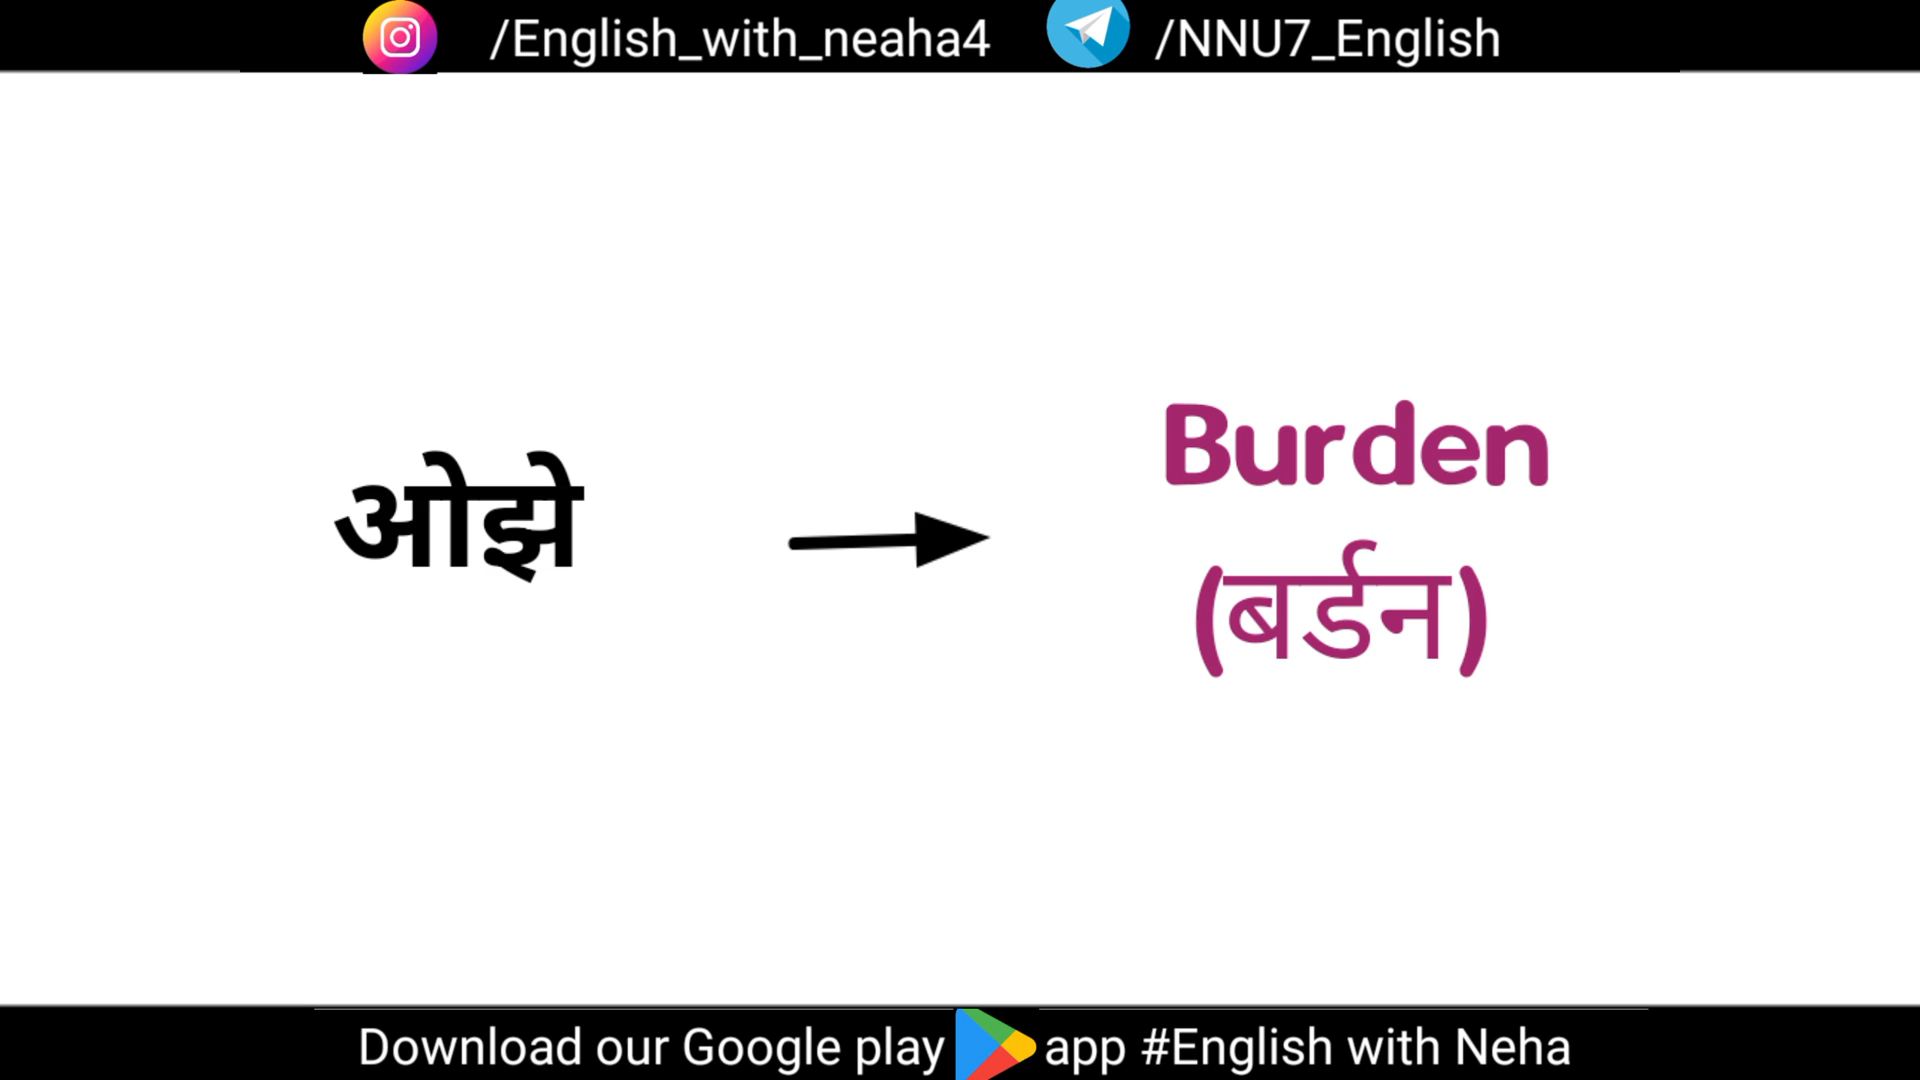 /English_with_neaha4 /NNU7_English
ओझे
Burden
(बर्डन)
Download our Google play app #English with Neha